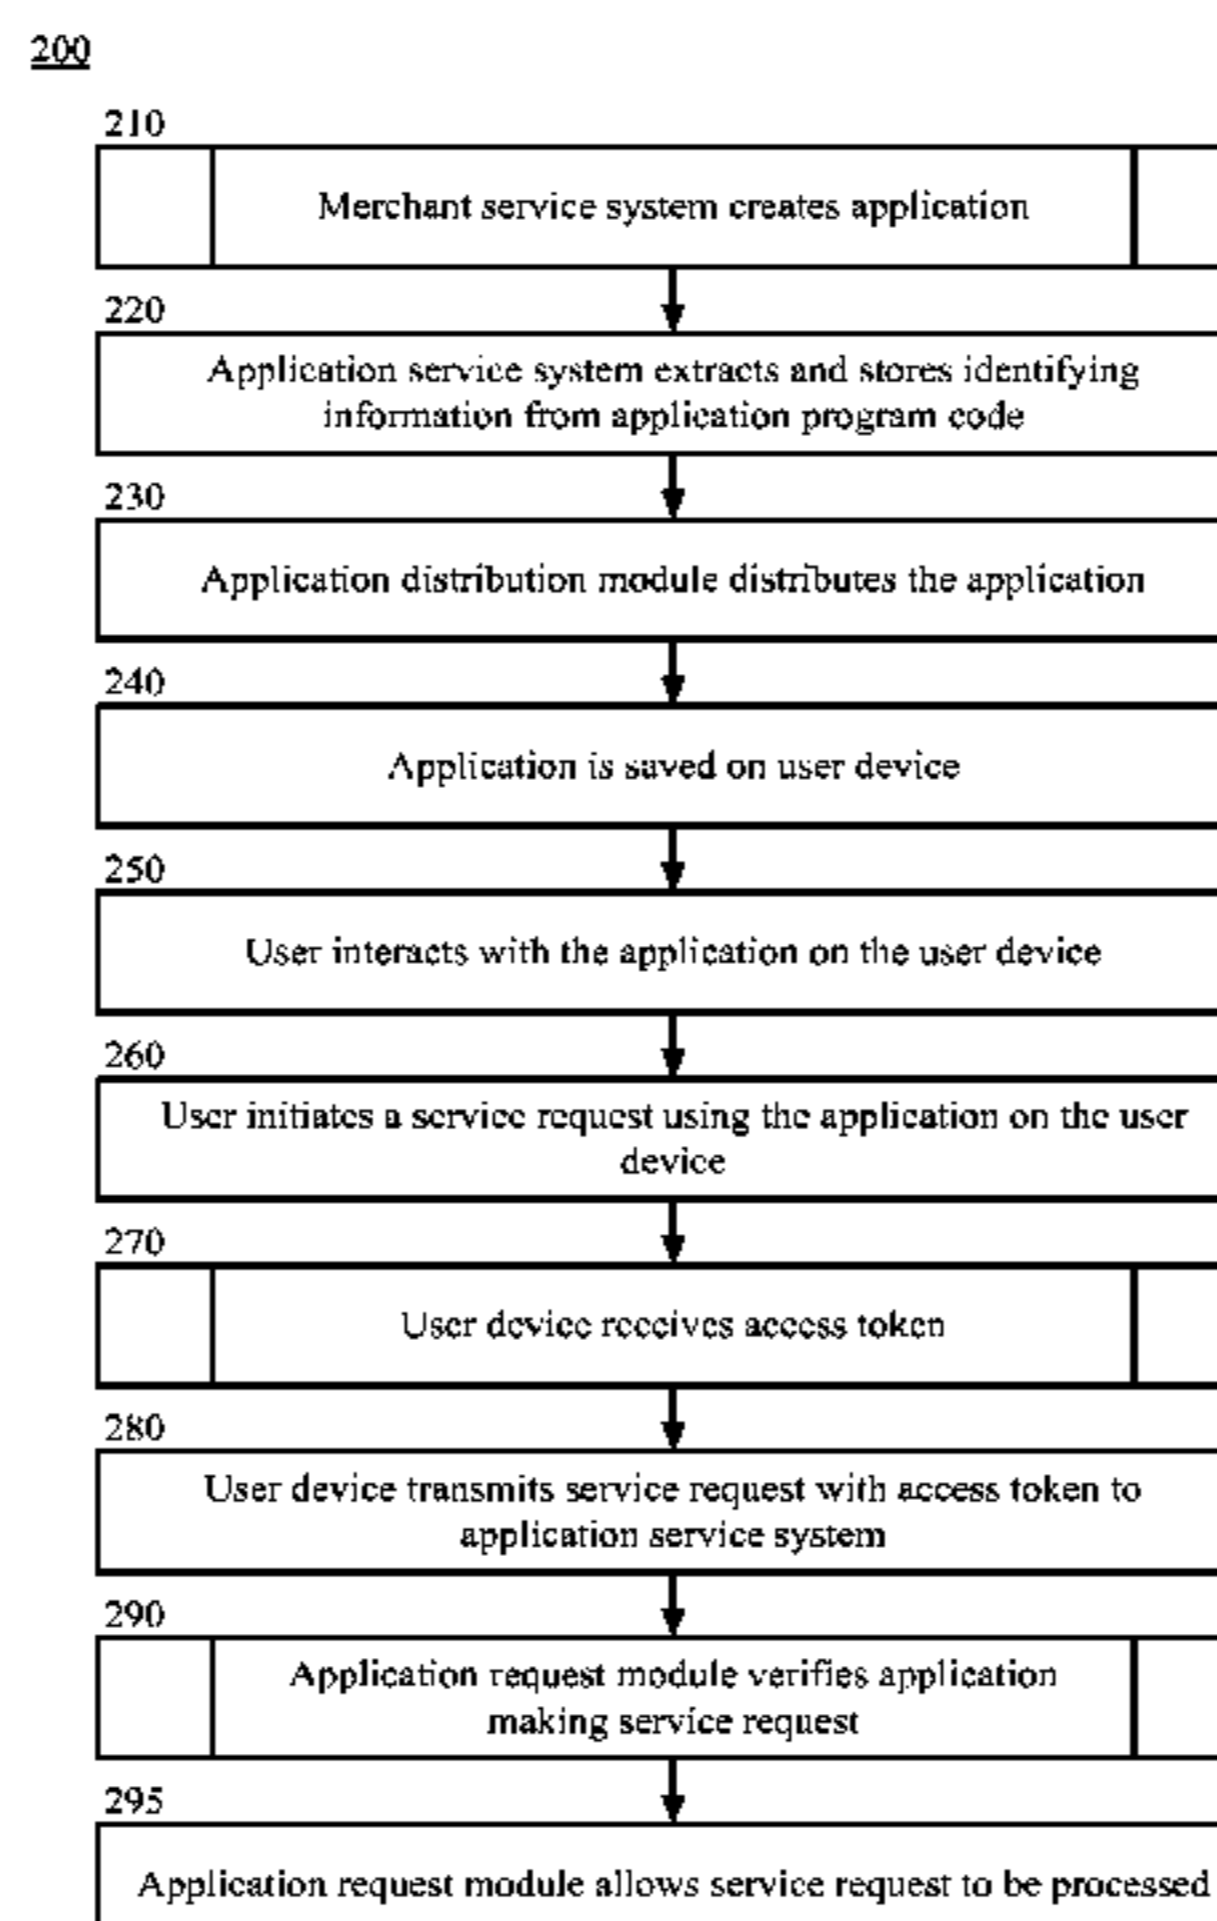 200
210
Merchant service system creates application
220
Application service system extracts and stores identifying
information from application program code
230
Application distribution module distributes the application
240
Application is saved on user device
250
User interacts with the application on the user device
260
User initiates a service request using the application on the user
device
270
User device receives access token
280
User device transmits service request with access token to
application service system
290
Application request module verifies application
making service request
295
Application request module allows service request to be processed